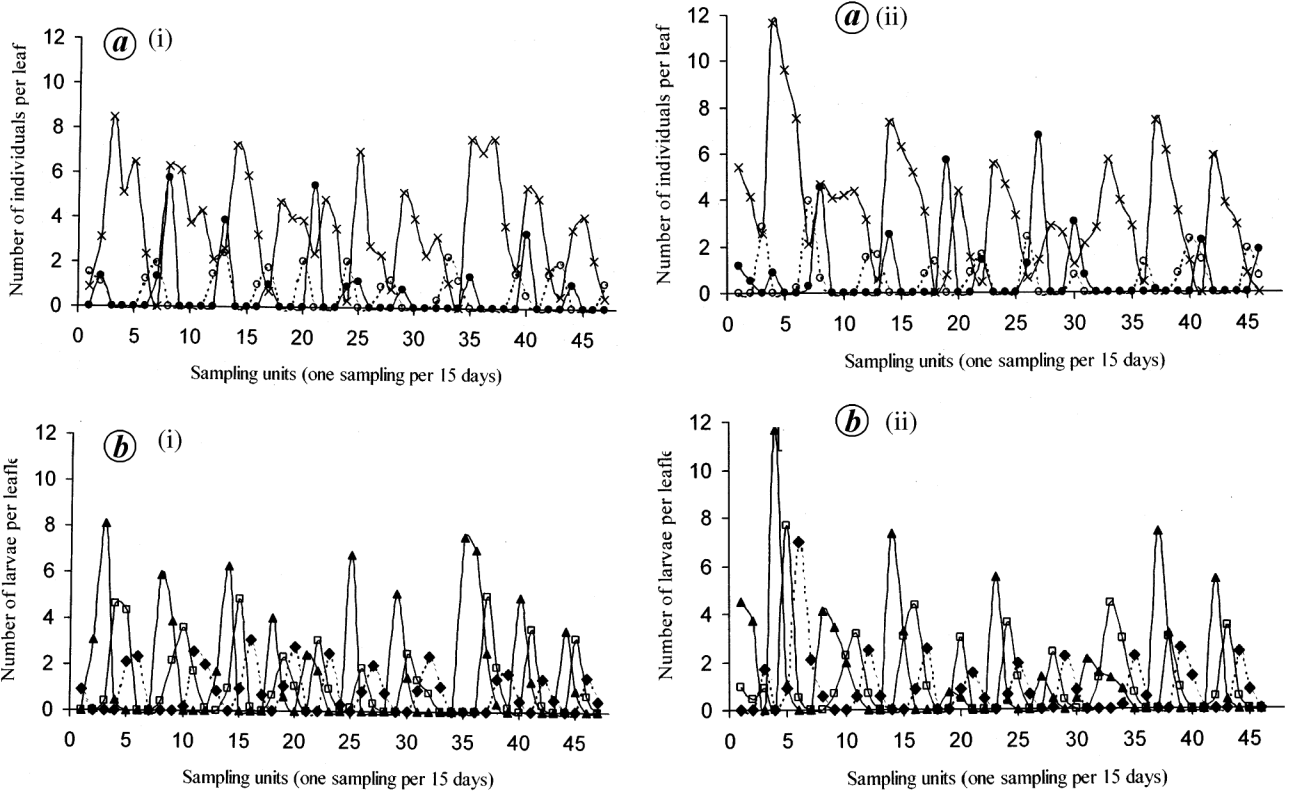 a (i)
Number of individuals per leaf
12
10
8
6
4
2
0
0 5 10 15 20 25 30 35 40 45
Sampling units (one sampling per 15 days)
a (ii)
Number of individuals per leaf
12
10
8
6
4
2
0
0 5 10 15 20 25 30 35 40 45
Sampling units (one sampling per 15 days)
b (i)
Number of larvae per leafle
12
10
8
6
4
2
0
0 5 10 15 20 25 30 35 40 45
Sampling units (one sampling per 15 days)
b (ii)
Number of larvae per leafle
12
10
8
6
4
2
0
0 5 10 15 20 25 30 35 40 45
Sampling units (one sampling per 15 days)